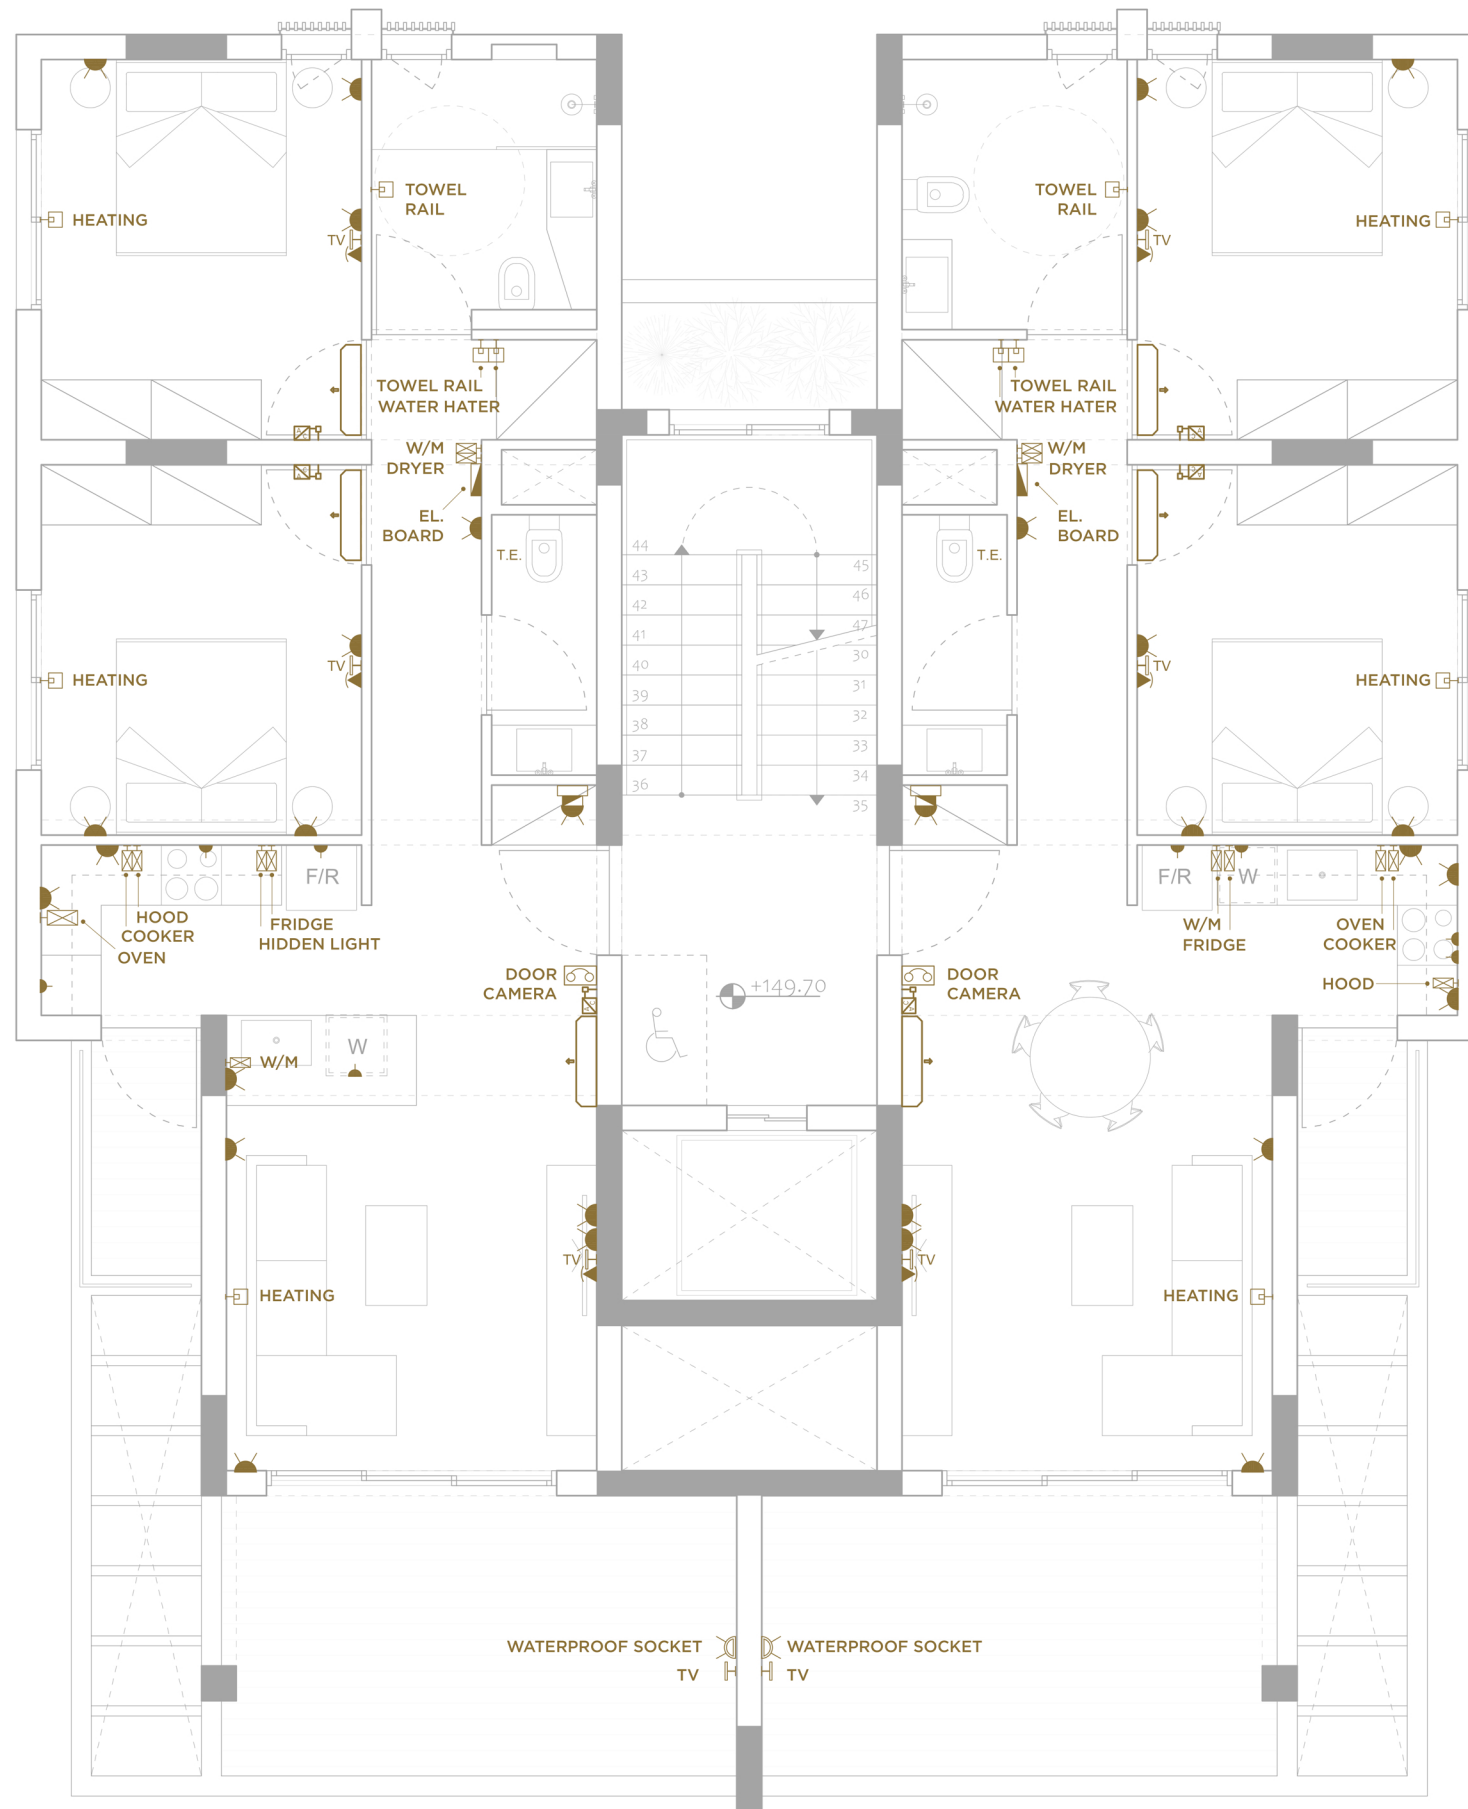 TOWEL
RAIL
TOWEL
RAIL
HEATING
HEATING
TV
TV
TOWEL RAIL
WATER HATER
TOWEL RAIL
WATER HATER
W/M
DRYER
W/M
DRYER
EL.
BOARD
EL.
BOARD
T.E.
T.E.
44
43
42
41
40
39
38
37
36
45
46
47
30
31
32
33
34
35
TV
TV
HEATING
HEATING
F/R
HOOD
COOKER
OVEN
FRIDGE
HIDDEN LIGHT
F/R
W
W/M
FRIDGE
OVEN
COOKER
HOOD
DOOR
CAMERA
DOOR
CAMERA
+149.70
W/M
W
TV
TV
HEATING
HEATING
WATERPROOF SOCKET
TV
WATERPROOF SOCKET
TV